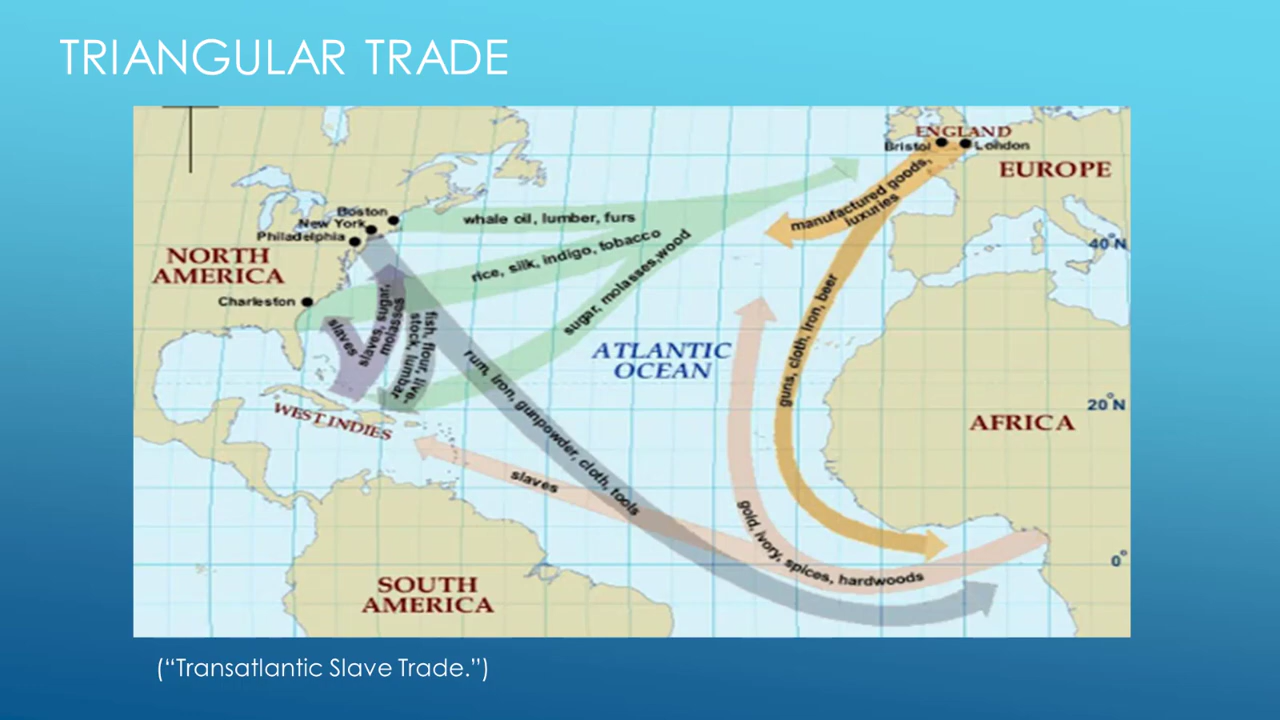 TRIANGULAR TRADE
ENGLAND
Bristol
London
EUROPE
Boston
New York
Philadelphia
whale oil, lumber, furs
manufactured goods,
luxuries
NORTH
AMERICA
rice, silk, indigo, tobacco
40°N
Charleston
sugar, molasses,wood
slaves
slaves, sugar,
molasses
fish, flour, live-
stock, lumbar
guns, cloth, iron, beer
ATLANTIC
OCEAN
WEST INDIES
rum, iron, gunpowder, cloth, tools
20°N
AFRICA
slaves
gold, ivory, spices, hardwoods
0°
SOUTH
AMERICA
(“Transatlantic Slave Trade.”)